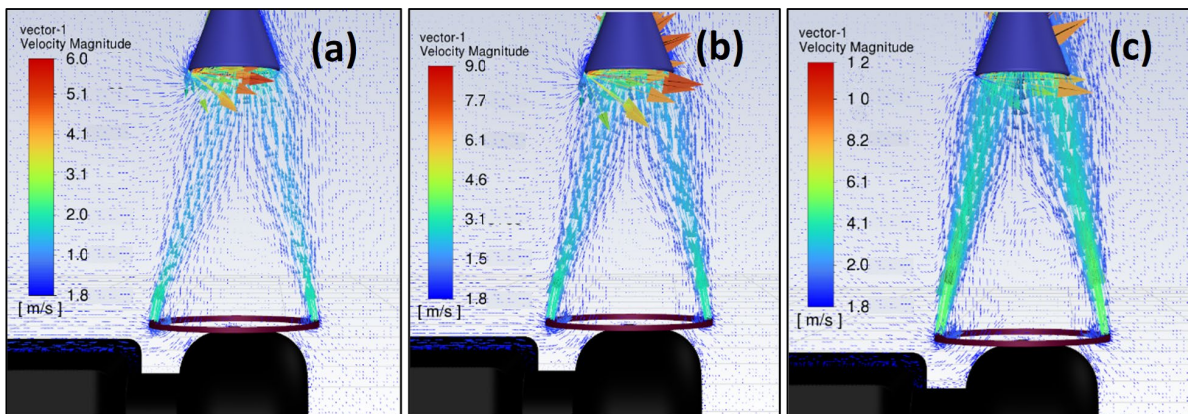 vector-1
Velocity Magnitude
(a)
6.0
5.1
4.1
3.1
2.0
1.0
1.8
[ m/s ]
vector-1
Velocity Magnitude
(b)
9.0
7.7
6.1
4.6
3.1
1.5
1.8
[ m/s ]
vector-1
Velocity Magnitude
(c)
1 2
1 0
8.2
6.1
4.1
2.0
1.8
[ m/s ]